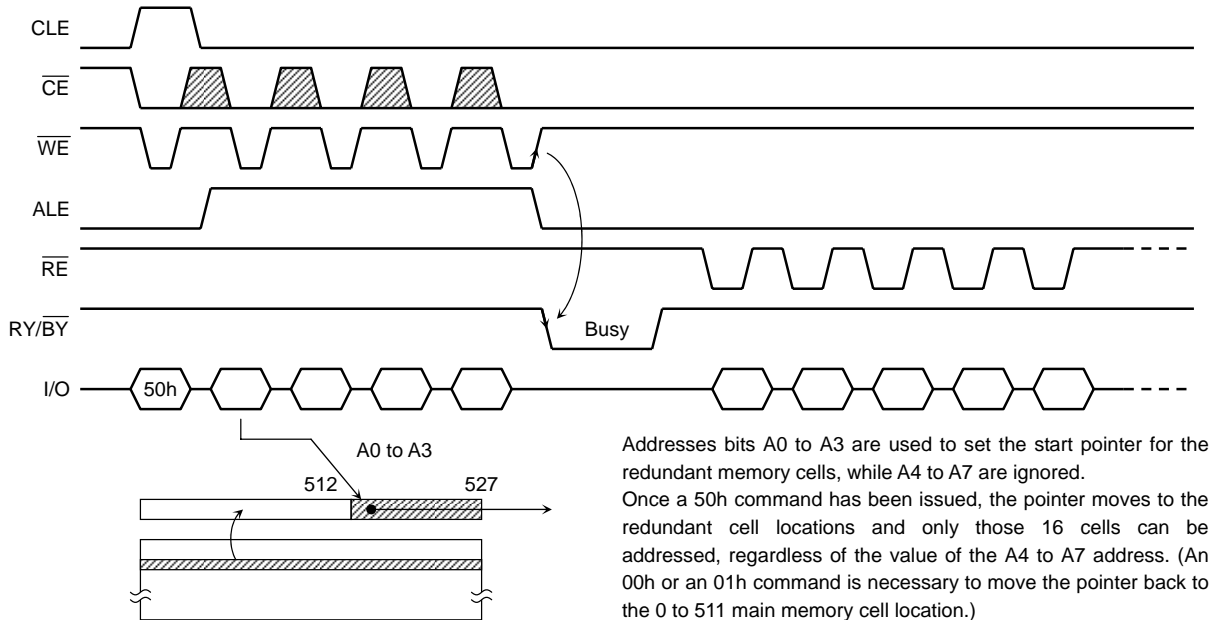 CLE
CE
WE
ALE
RE
RY/BY
Busy
I/O
50h
A0 to A3
512
527
Addresses bits A0 to A3 are used to set the start pointer for the
redundant memory cells, while A4 to A7 are ignored.
Once a 50h command has been issued, the pointer moves to the
redundant cell locations and only those 16 cells can be
addressed, regardless of the value of the A4 to A7 address. (An
00h or an 01h command is necessary to move the pointer back to
the 0 to 511 main memory cell location.)